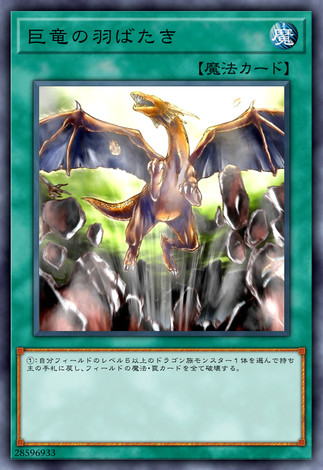 巨竜の羽ばたき
魔
【魔法カード】
①:自分フィールドのレベル5以上のドラゴン族モンスター1体を選んで持ち
主の手札に戻し、フィールドの魔法・罠カードを全て破壊する。
28596933